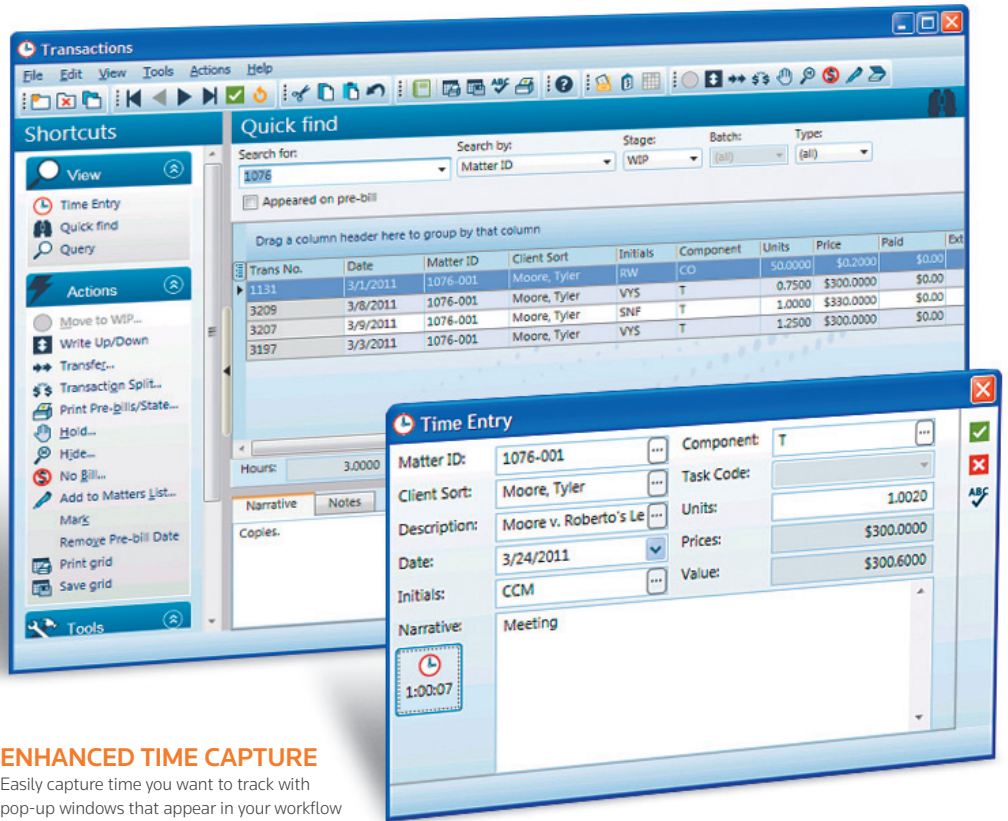 Transactions
File Edit View Tools Actions Help
Shortcuts
View
Time Entry
Quick find
Query
Actions
Move to WIP...
Write Up/Down
Transfer...
Transaction Split...
Print Pre-bills/State...
Hold...
Hide...
No Bill...
Add to Matters List...
Mark
Remove Pre-bill Date
Print grid
Save grid
Tools
Quick find
Search for: Search by: Stage: Batch: Type:
1076 Matter ID WIP (all) (all)
Appeared on pre-bill
Drag a column header here to group by that column
Trans No. Date Matter ID Client Sort Initials Component Units Price Paid Ext
1131 3/1/2011 1076-001 Moore, Tyler RW CO 50.0000 $0.2000 $0.00
3209 3/8/2011 1076-001 Moore, Tyler VYS T 0.7500 $300.0000 $0.00
3207 3/9/2011 1076-001 Moore, Tyler SNF T 1.0000 $330.0000 $0.00
3197 3/3/2011 1076-001 Moore, Tyler VYS T 1.2500 $300.0000 $0.00
Hours: 3.0000
Narrative Notes
Copies.
Time Entry
Matter ID: 1076-001 ... Component: T ...
Client Sort: Moore, Tyler ... Task Code:
Description: Moore v. Roberto's Le ... Units: 1.0020
Date: 3/24/2011 Prices: $300.0000
Initials: CCM ... Value: $300.6000
Narrative: Meeting
1:00:07
ABC
ENHANCED TIME CAPTURE
Easily capture time you want to track with
pop-up windows that appear in your workflow